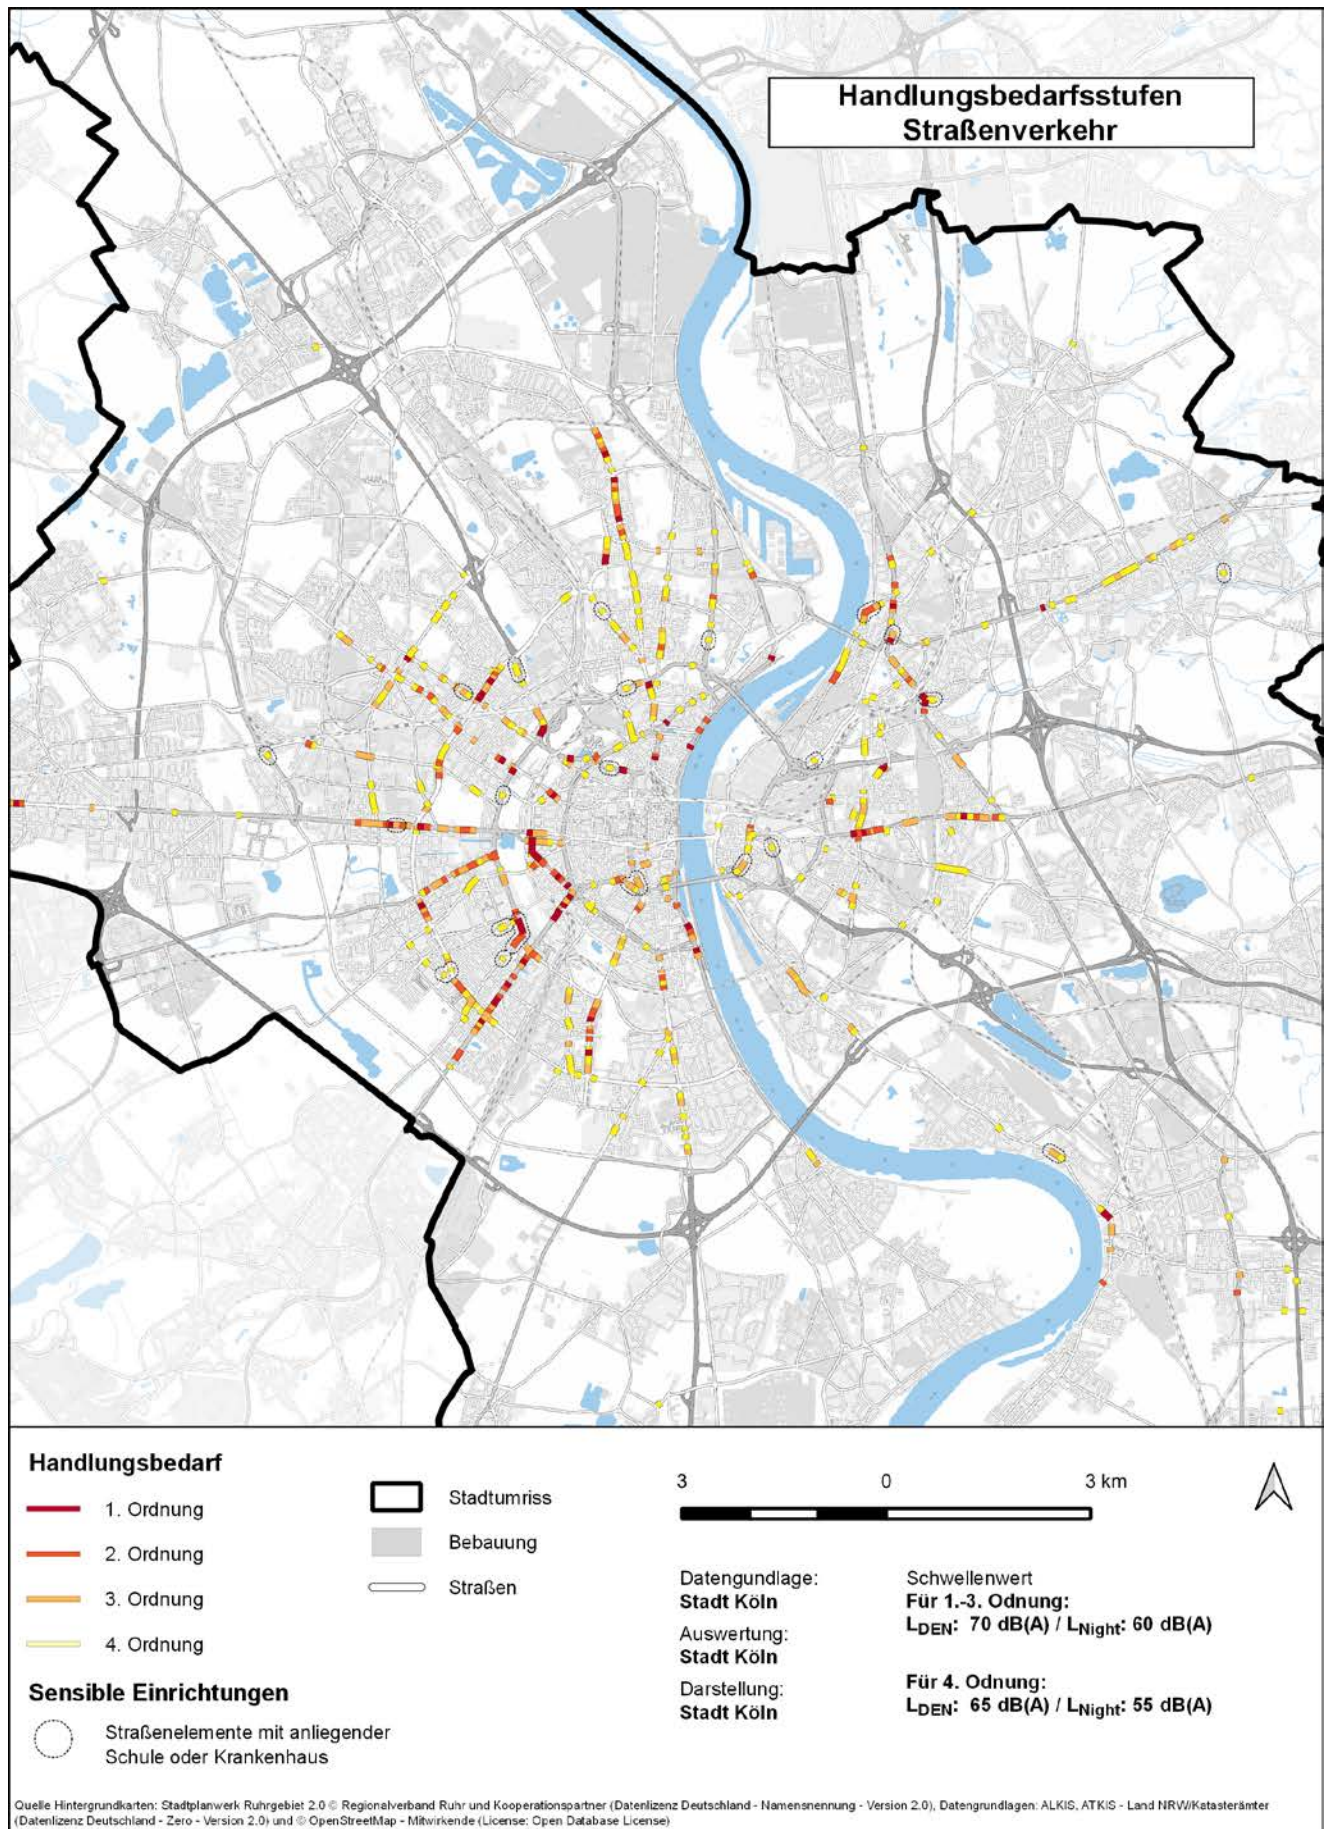 Handlungsbedarfsstufen
Straßenverkehr
Handlungsbedarf
1. Ordnung
2. Ordnung
3. Ordnung
4. Ordnung
Sensible Einrichtungen
Straßenelemente mit anliegender
Schule oder Krankenhaus
Stadtumriss
Bebauung
Straßen
3 0 3 km
Datengundlage:
Stadt Köln
Auswertung:
Stadt Köln
Darstellung:
Stadt Köln
Schwellenwert
Für 1.-3. Odnung:
LDEN: 70 dB(A) / LNight: 60 dB(A)
Für 4. Odnung:
LDEN: 65 dB(A) / LNight: 55 dB(A)
Quelle Hintergrundkarten: Stadtplanwerk Ruhrgebiet 2.0 © Regionalverband Ruhr und Kooperationspartner (Datenlizenz Deutschland - Namensnennung - Version 2.0), Datengrundlagen: ALKIS, ATKIS - Land NRW/Katasterämter
(Datenlizenz Deutschland - Zero - Version 2.0) und © OpenStreetMap - Mitwirkende (License: Open Database License)